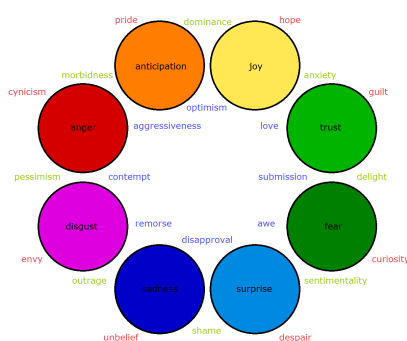 pride
dominance
hope
anticipation
joy
morbidness
anxiety
cynicism
guilt
optimism
anger
aggressiveness
love
trust
pessimism
contempt
submission
delight
disgust
remorse
awe
fear
disapproval
envy
curiosity
outrage
sentimentality
sadness
surprise
shame
unbelief
despair